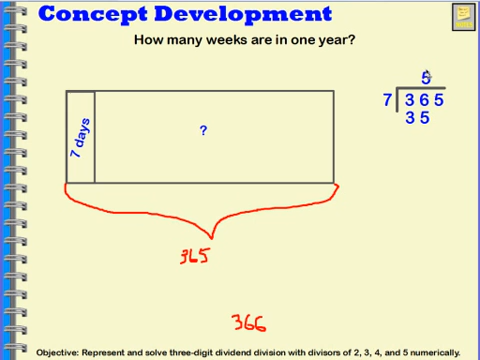 Concept Development
How many weeks are in one year?
5
7 365
35
7 days
?
365
366
Objective: Represent and solve three-digit dividend division with divisors of 2, 3, 4, and 5 numerically.